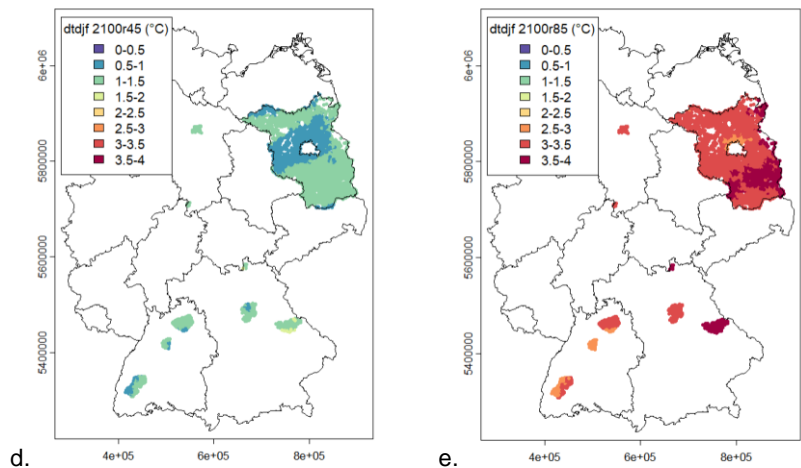 dtdjf 2100r45 (°C)
0-0.5
0.5-1
1-1.5
1.5-2
2-2.5
2.5-3
3-3.5
3.5-4
6e+06
5800000
5600000
5400000
4e+05 6e+05 8e+05
d.
dtdjf 2100r85 (°C)
0-0.5
0.5-1
1-1.5
1.5-2
2-2.5
2.5-3
3-3.5
3.5-4
6e+06
5800000
5600000
5400000
4e+05 6e+05 8e+05
e.